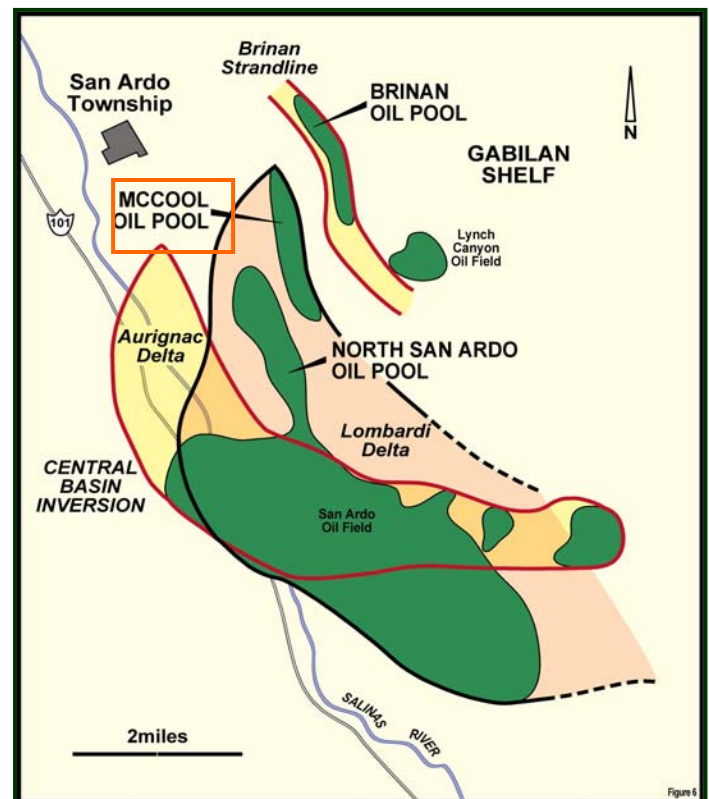 Brinan
Strandline
San Ardo
Township
BRINAN
OIL POOL
N
GABILAN
SHELF
MCCOOL
OIL POOL
101
Lynch
Canyon
Oil Field
Aurignac
Delta
NORTH SAN ARDO
OIL POOL
Lombardi
Delta
CENTRAL
BASIN
INVERSION
San Ardo
Oil Field
SALINAS
RIVER
2miles
Figure 6